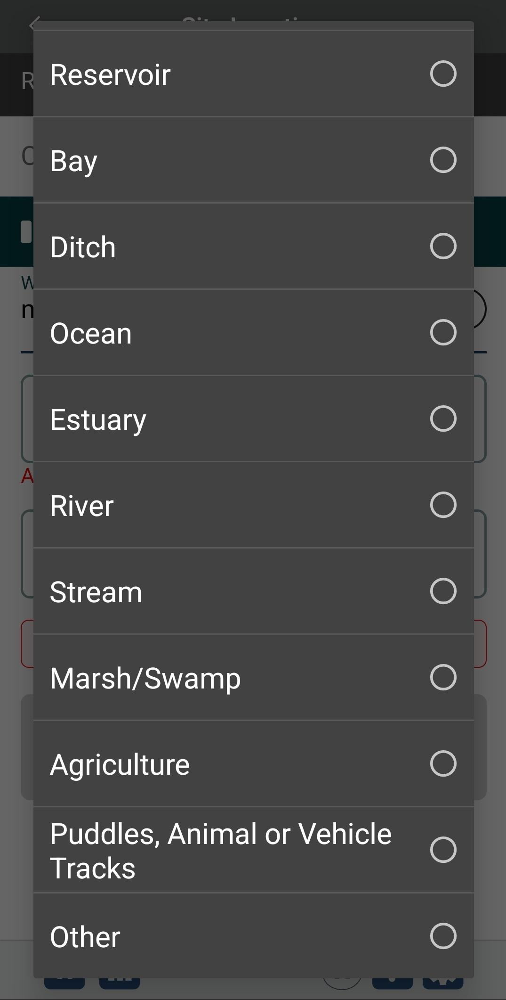 Reservoir
Bay
Ditch
Ocean
Estuary
River
Stream
Marsh/Swamp
Agriculture
Puddles, Animal or Vehicle
Tracks
Other